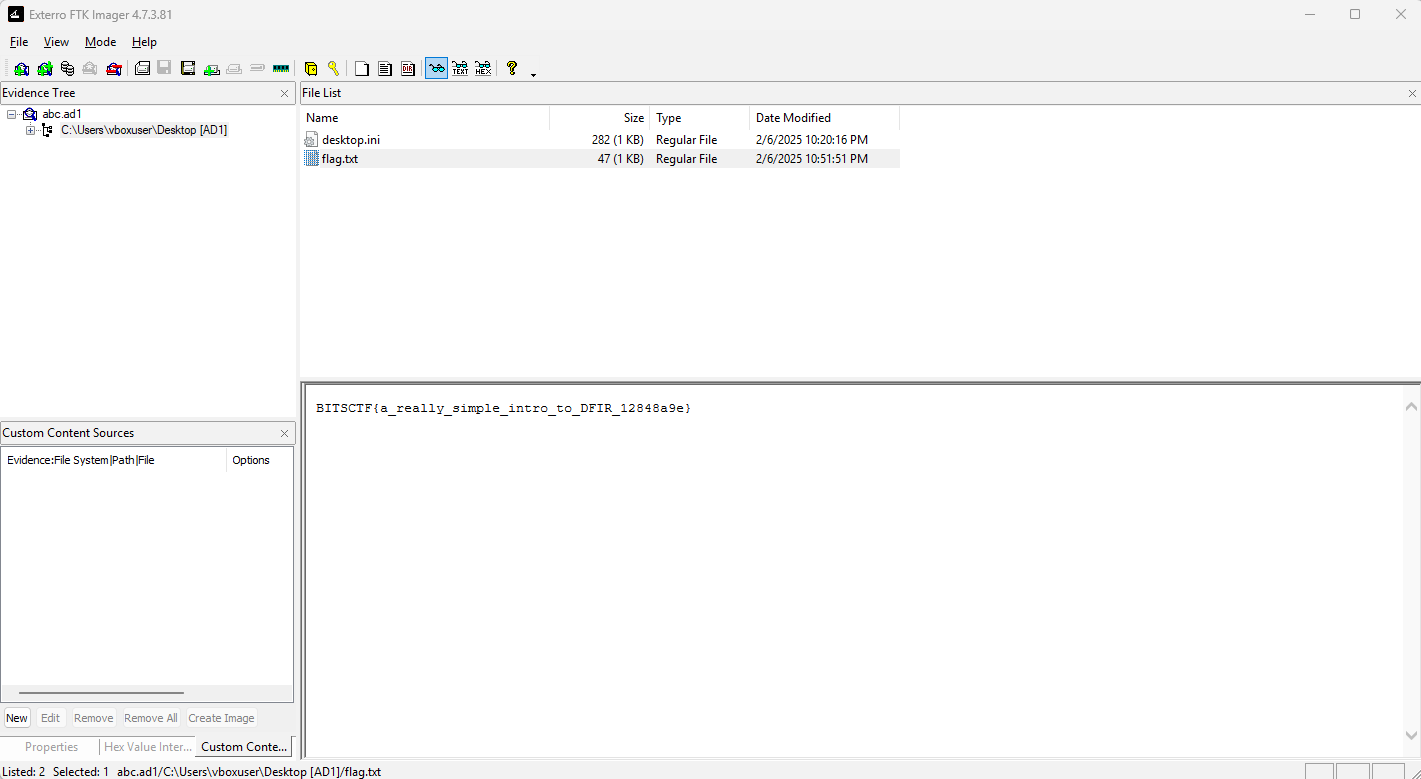 Exterro FTK Imager 4.7.3.81
File View Mode Help
TEXT HEX
Evidence Tree
abc.ad1
C:\Users\vboxuser\Desktop [AD1]
File List
Name Size Type Date Modified
desktop.ini 282 (1 KB) Regular File 2/6/2025 10:20:16 PM
flag.txt 47 (1 KB) Regular File 2/6/2025 10:51:51 PM
BITSCTF{a_really_simple_intro_to_DFIR_12848a9e}
Custom Content Sources
Evidence:File System|Path|File Options
New Edit Remove Remove All Create Image
Properties Hex Value Inter... Custom Conte...
Listed: 2 Selected: 1 abc.ad1/C:\Users\vboxuser\Desktop [AD1]/flag.txt